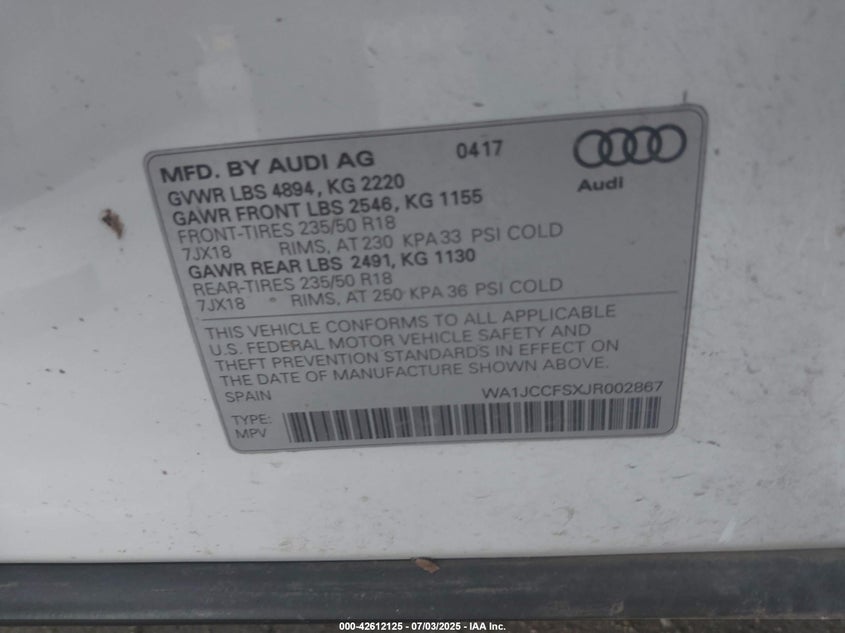 MFD. BY AUDI AG 0417
Audi
GVWR LBS 4894, KG 2220
GAWR FRONT LBS 2546, KG 1155
FRONT-TIRES 235/50 R18
7JX18 RIMS, AT 230 KPA 33 PSI COLD
GAWR REAR LBS 2491, KG 1130
REAR-TIRES 235/50 R18
7JX18 RIMS, AT 250 KPA 36 PSI COLD
THIS VEHICLE CONFORMS TO ALL APPLICABLE
U.S. FEDERAL MOTOR VEHICLE SAFETY AND
THEFT PREVENTION STANDARDS IN EFFECT ON
THE DATE OF MANUFACTURE SHOWN ABOVE.
SPAIN WA1JCCFSXJR002867
TYPE:
MPV
000-42612125 - 07/03/2025 - IAA Inc.